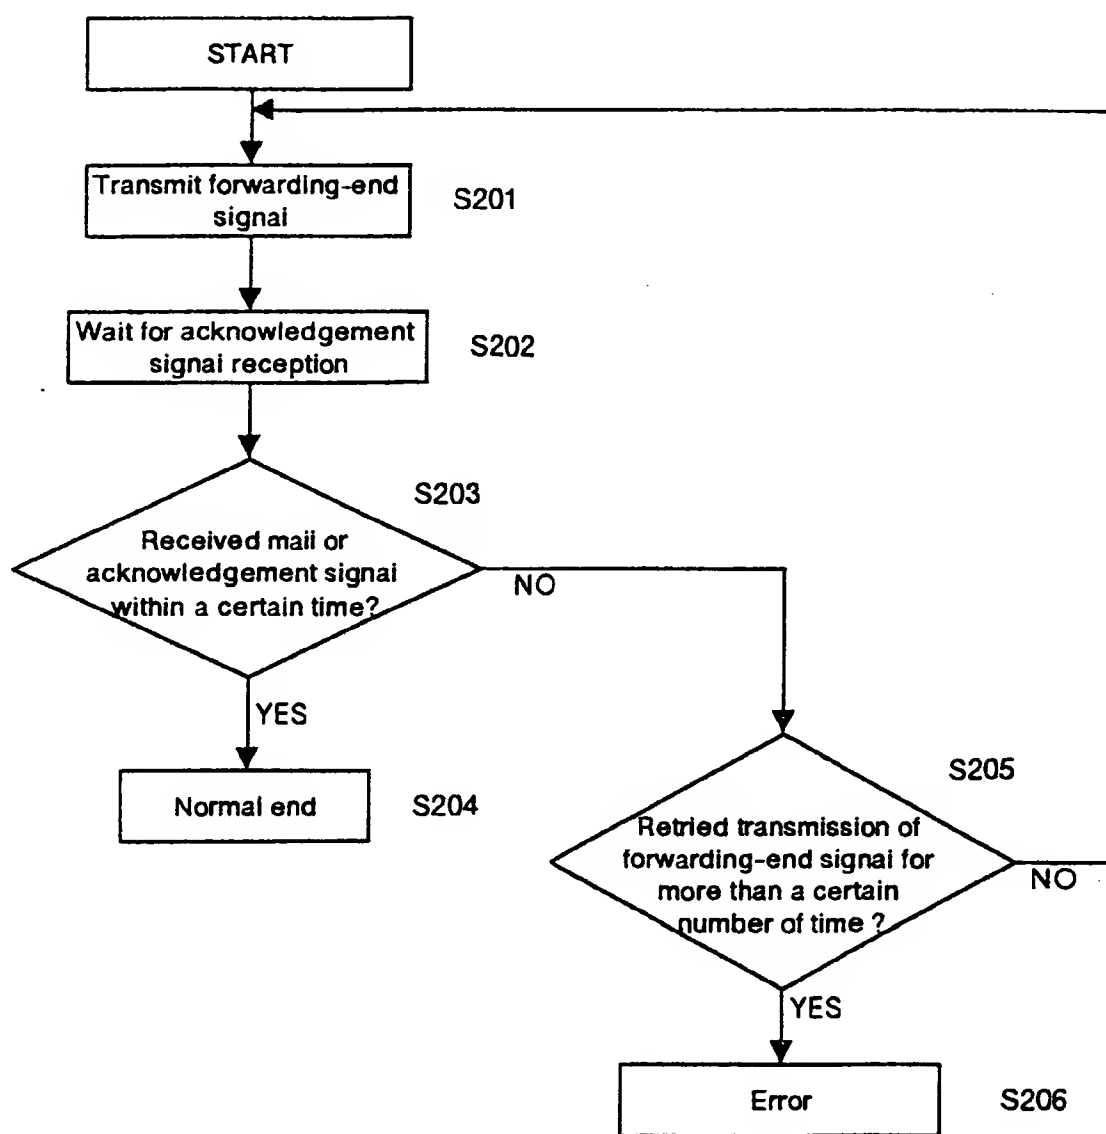 START
Transmit forwarding-end
signal
S201
Wait for acknowledgement
signal reception
S202
S203
Received mail or
acknowledgement signal
within a certain time?
NO
YES
Normal end
S204
S205
Retried transmission of
forwarding-end signal for
more than a certain
number of time ?
NO
YES
Error
S206